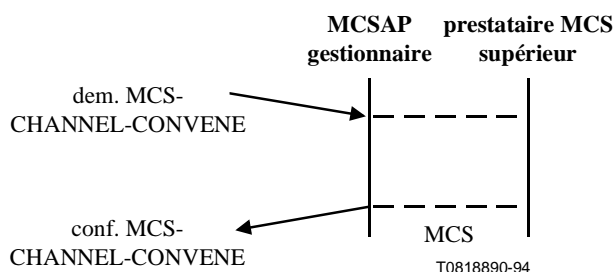 MCSAP
gestionnaire
prestataire MCS
supérieur
dem. MCS-
CHANNEL-CONVENE
conf. MCS-
CHANNEL-CONVENE
MCS
T0818890-94